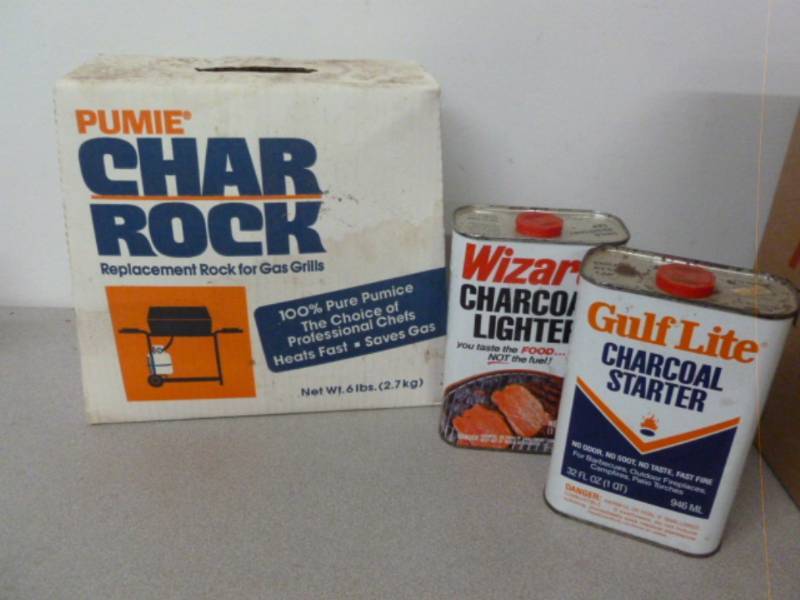 PUMIE®
CHAR
ROCK
Replacement Rock for Gas Grills
100% Pure Pumice
The Choice of
Professional Chefs
Heats Fast ▪ Saves Gas
Net Wt. 6 lbs. (2.7 kg)
Wizar
CHARCOA
LIGHTE
you taste the FOOD...
NOT the fuel!
Gulf Lite
CHARCOAL
STARTER
NO ODOR. NO SOOT. NO TASTE. FAST FIRE
For Barbecues, Outdoor Fireplaces,
Campfires, Patio Torches
32 FL OZ (1 QT)
946 ML
DANGER: